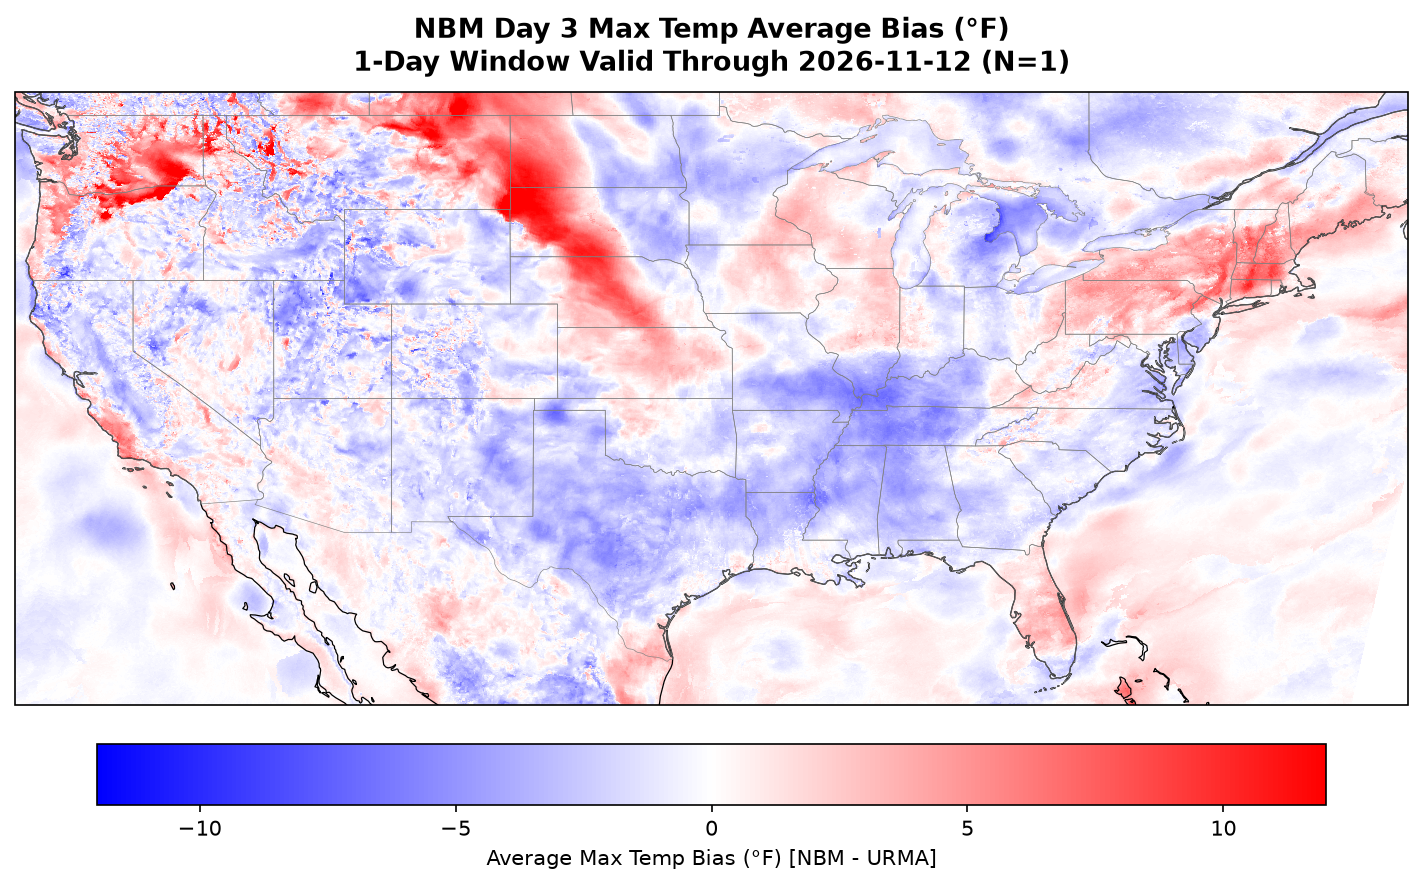 NBM Day 3 Max Temp Average Bias (°F)
1-Day Window Valid Through 2026-11-12 (N=1)
−10 −5 0 5 10
Average Max Temp Bias (°F) [NBM - URMA]